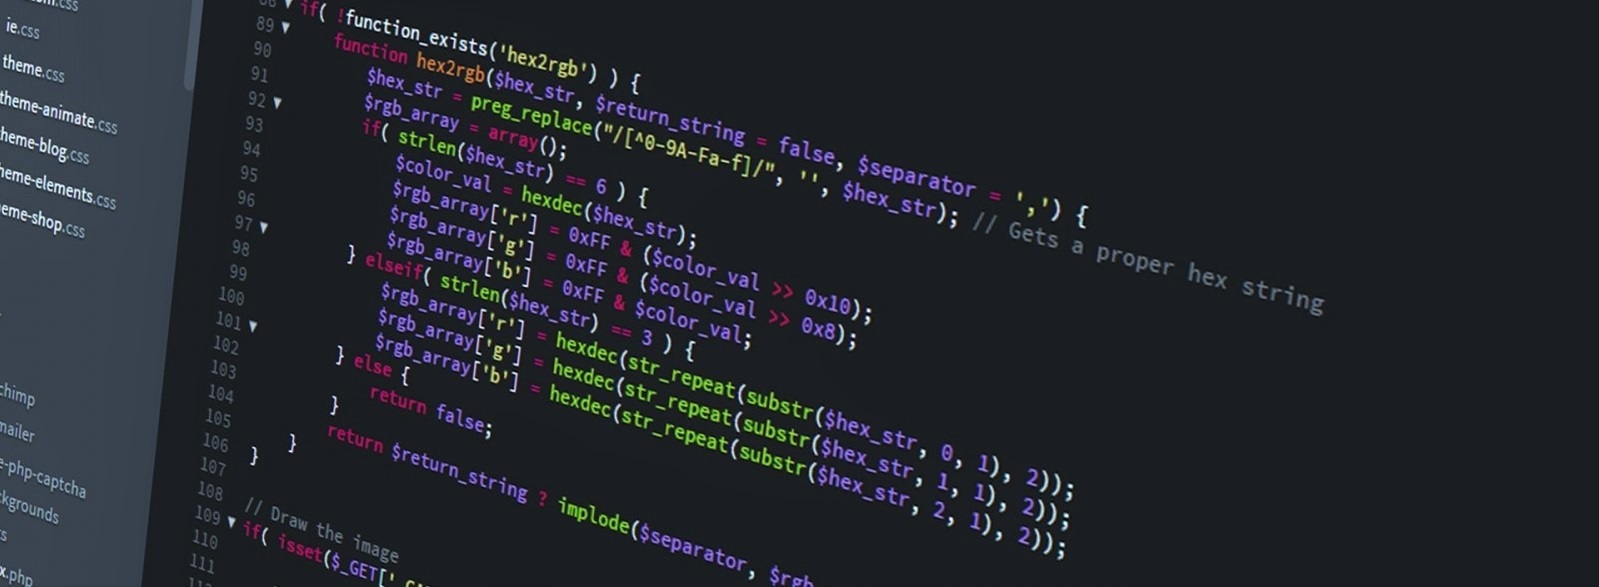 .css
ie.css
theme.css
theme-animate.css
heme-blog.css
eme-elements.css
eme-shop.css
chimp
mailer
e-php-captcha
ckgrounds
s
x.php
88 if( !function_exists('hex2rgb') ) {
89 function hex2rgb($hex_str, $return_string = false, $separator = ',') {
90 $hex_str = preg_replace("/[^0-9A-Fa-f]/", '', $hex_str); // Gets a proper hex string
91 $rgb_array = array();
92 if( strlen($hex_str) == 6 ) {
93 $color_val = hexdec($hex_str);
94 $rgb_array['r'] = 0xFF & ($color_val >> 0x10);
95 $rgb_array['g'] = 0xFF & ($color_val >> 0x8);
96 $rgb_array['b'] = 0xFF & $color_val;
97 } elseif( strlen($hex_str) == 3 ) {
98 $rgb_array['r'] = hexdec(str_repeat(substr($hex_str, 0, 1), 2));
99 $rgb_array['g'] = hexdec(str_repeat(substr($hex_str, 1, 1), 2));
100 $rgb_array['b'] = hexdec(str_repeat(substr($hex_str, 2, 1), 2));
101 } else {
102 return false;
103 }
104 return $return_string ? implode($separator, $rgb
105 }
106 }
107
108 // Draw the image
109 if( isset($_GET['
110
111